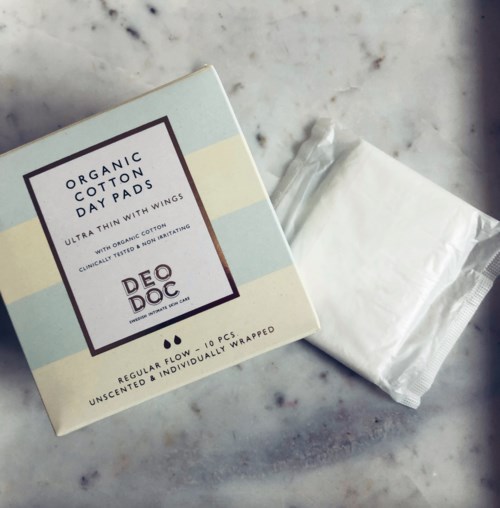 ORGANIC
COTTON
DAY PADS
ULTRA THIN WITH WINGS
WITH ORGANIC COTTON
CLINICALLY TESTED & NON IRRITATING
DEO
DOC
SWEDISH INTIMATE SKIN CARE
REGULAR FLOW – 10 PCS
UNSCENTED & INDIVIDUALLY WRAPPED